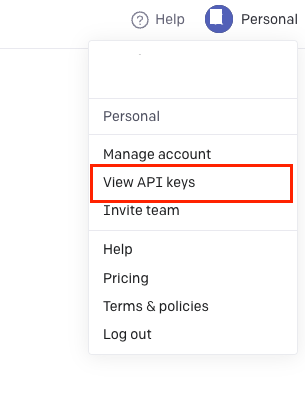 Help
Personal
Personal
Manage account
View API keys
Invite team
Help
Pricing
Terms & policies
Log out